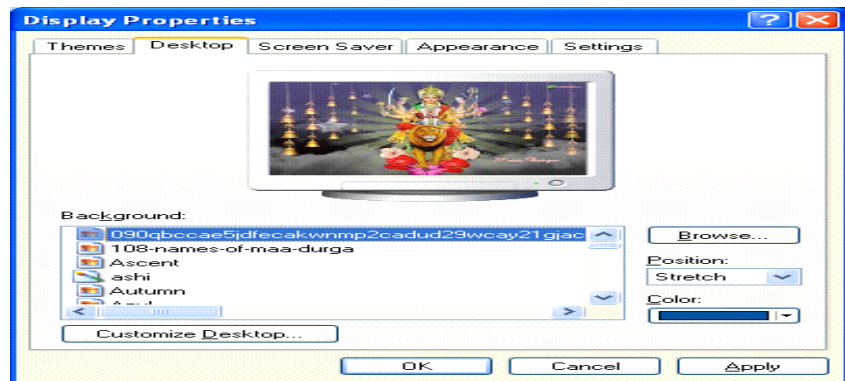 Display Properties
Themes Desktop Screen Saver Appearance Settings
Background:
090qbccae5jdfecakwnmp2cadud29wcay21gjac
108-names-of-maa-durga
Ascent
ashi
Autumn
Browse...
Position:
Stretch
Color:
Customize Desktop...
OK Cancel Apply